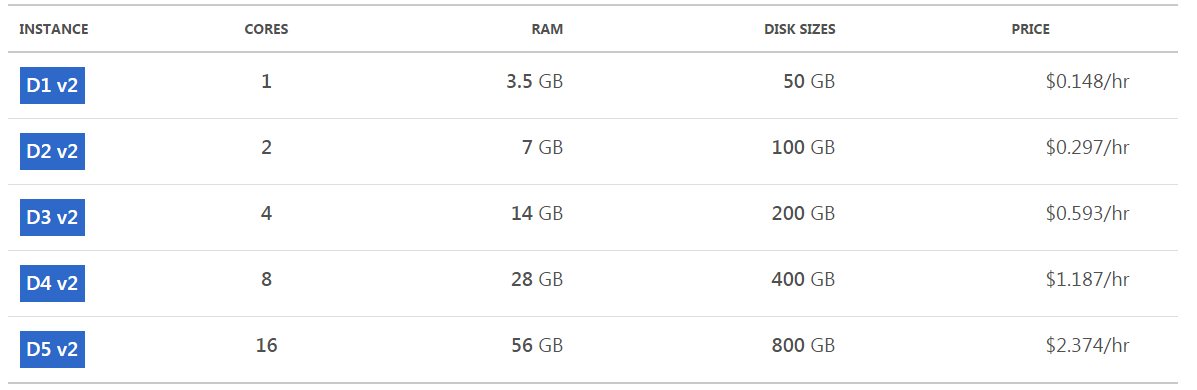 INSTANCE CORES RAM DISK SIZES PRICE
D1 v2 1 3.5 GB 50 GB $0.148/hr
D2 v2 2 7 GB 100 GB $0.297/hr
D3 v2 4 14 GB 200 GB $0.593/hr
D4 v2 8 28 GB 400 GB $1.187/hr
D5 v2 16 56 GB 800 GB $2.374/hr